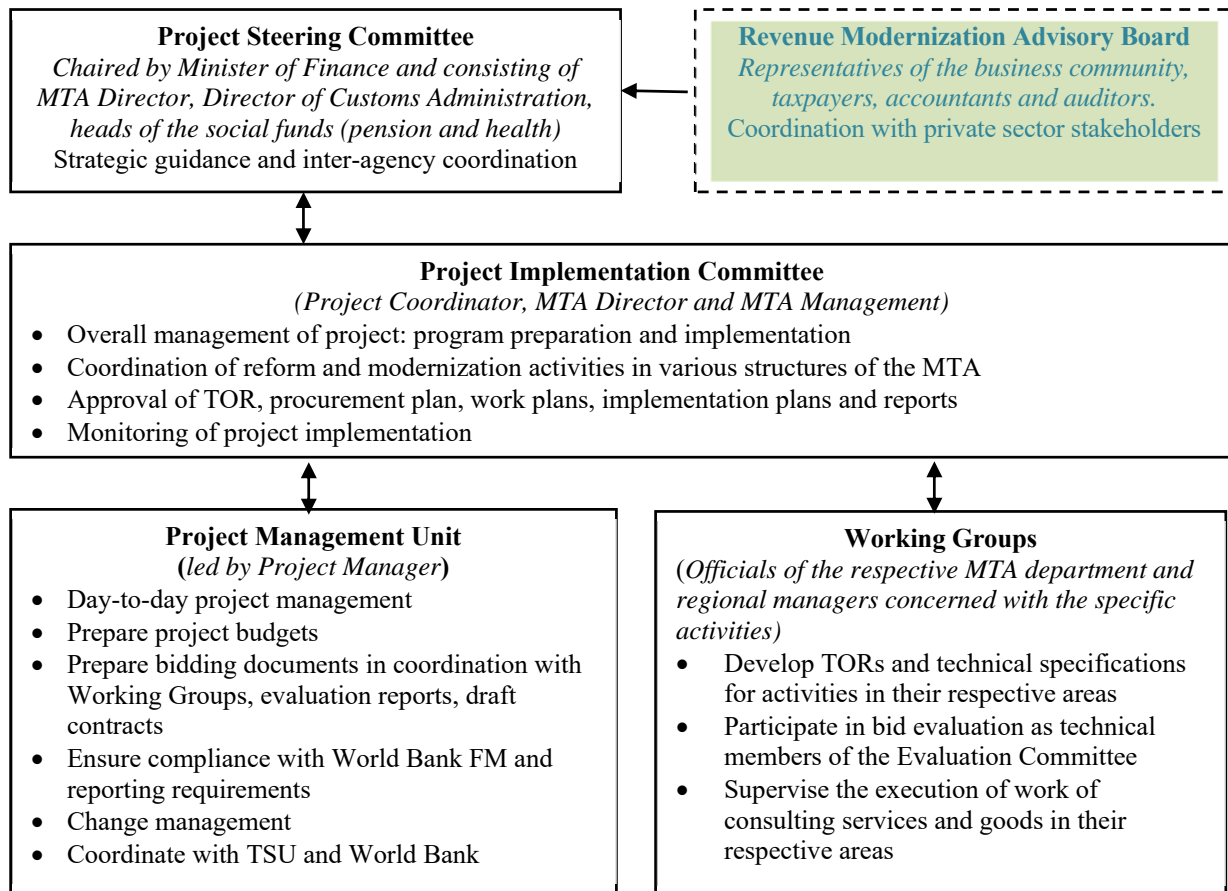 Project Steering Committee
Chaired by Minister of Finance and consisting of
MTA Director, Director of Customs Administration,
heads of the social funds (pension and health)
Strategic guidance and inter-agency coordination
Revenue Modernization Advisory Board
Representatives of the business community,
taxpayers, accountants and auditors.
Coordination with private sector stakeholders
Project Implementation Committee
(Project Coordinator, MTA Director and MTA Management)
• Overall management of project: program preparation and implementation
• Coordination of reform and modernization activities in various structures of the MTA
• Approval of TOR, procurement plan, work plans, implementation plans and reports
• Monitoring of project implementation
Project Management Unit
(led by Project Manager)
• Day-to-day project management
• Prepare project budgets
• Prepare bidding documents in coordination with
Working Groups, evaluation reports, draft
contracts
• Ensure compliance with World Bank FM and
reporting requirements
• Change management
• Coordinate with TSU and World Bank
Working Groups
(Officials of the respective MTA department and
regional managers concerned with the specific
activities)
• Develop TORs and technical specifications
for activities in their respective areas
• Participate in bid evaluation as technical
members of the Evaluation Committee
• Supervise the execution of work of
consulting services and goods in their
respective areas